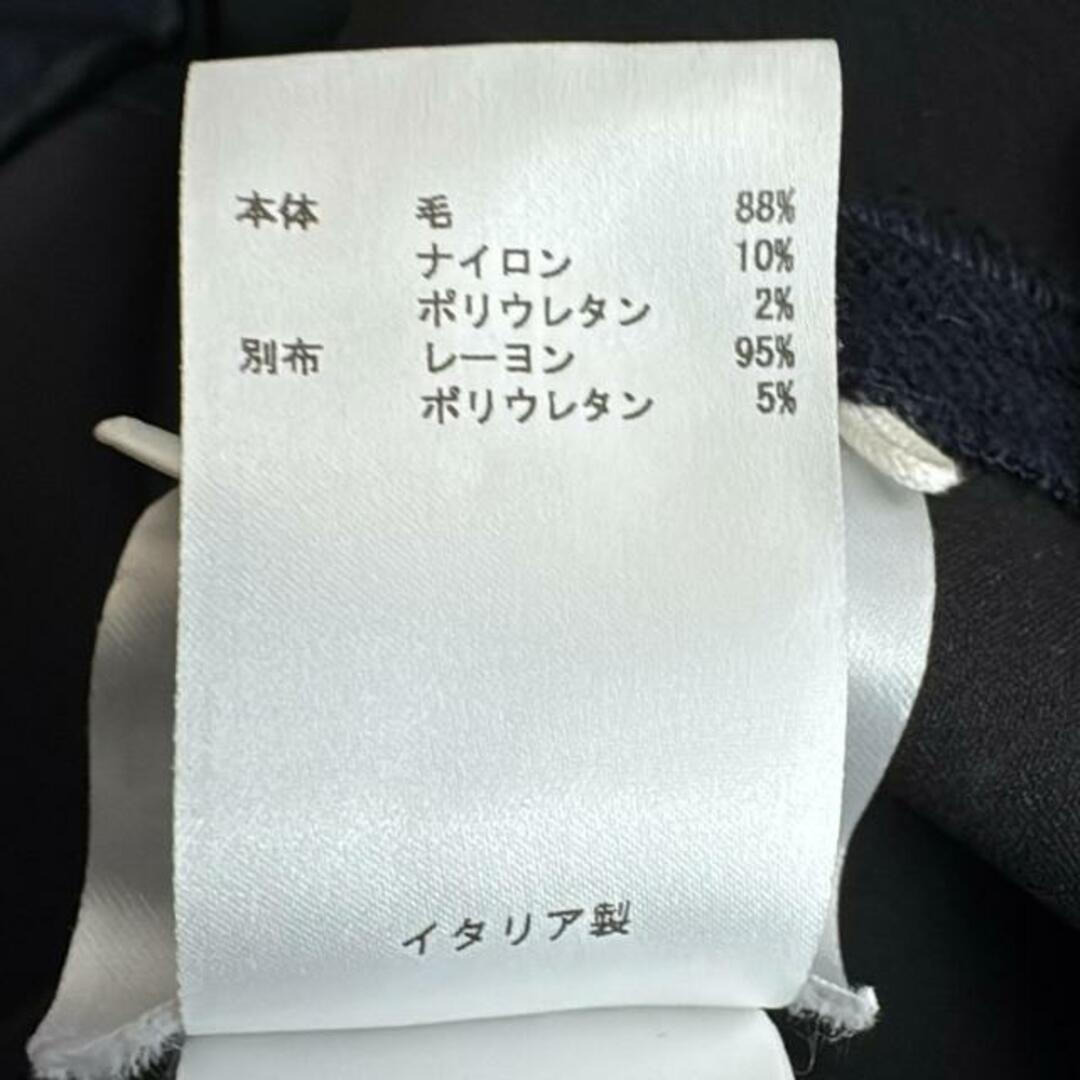 本体 毛 88%
ナイロン 10%
ポリウレタン 2%
別布 レーヨン 95%
ポリウレタン 5%
イタリア製